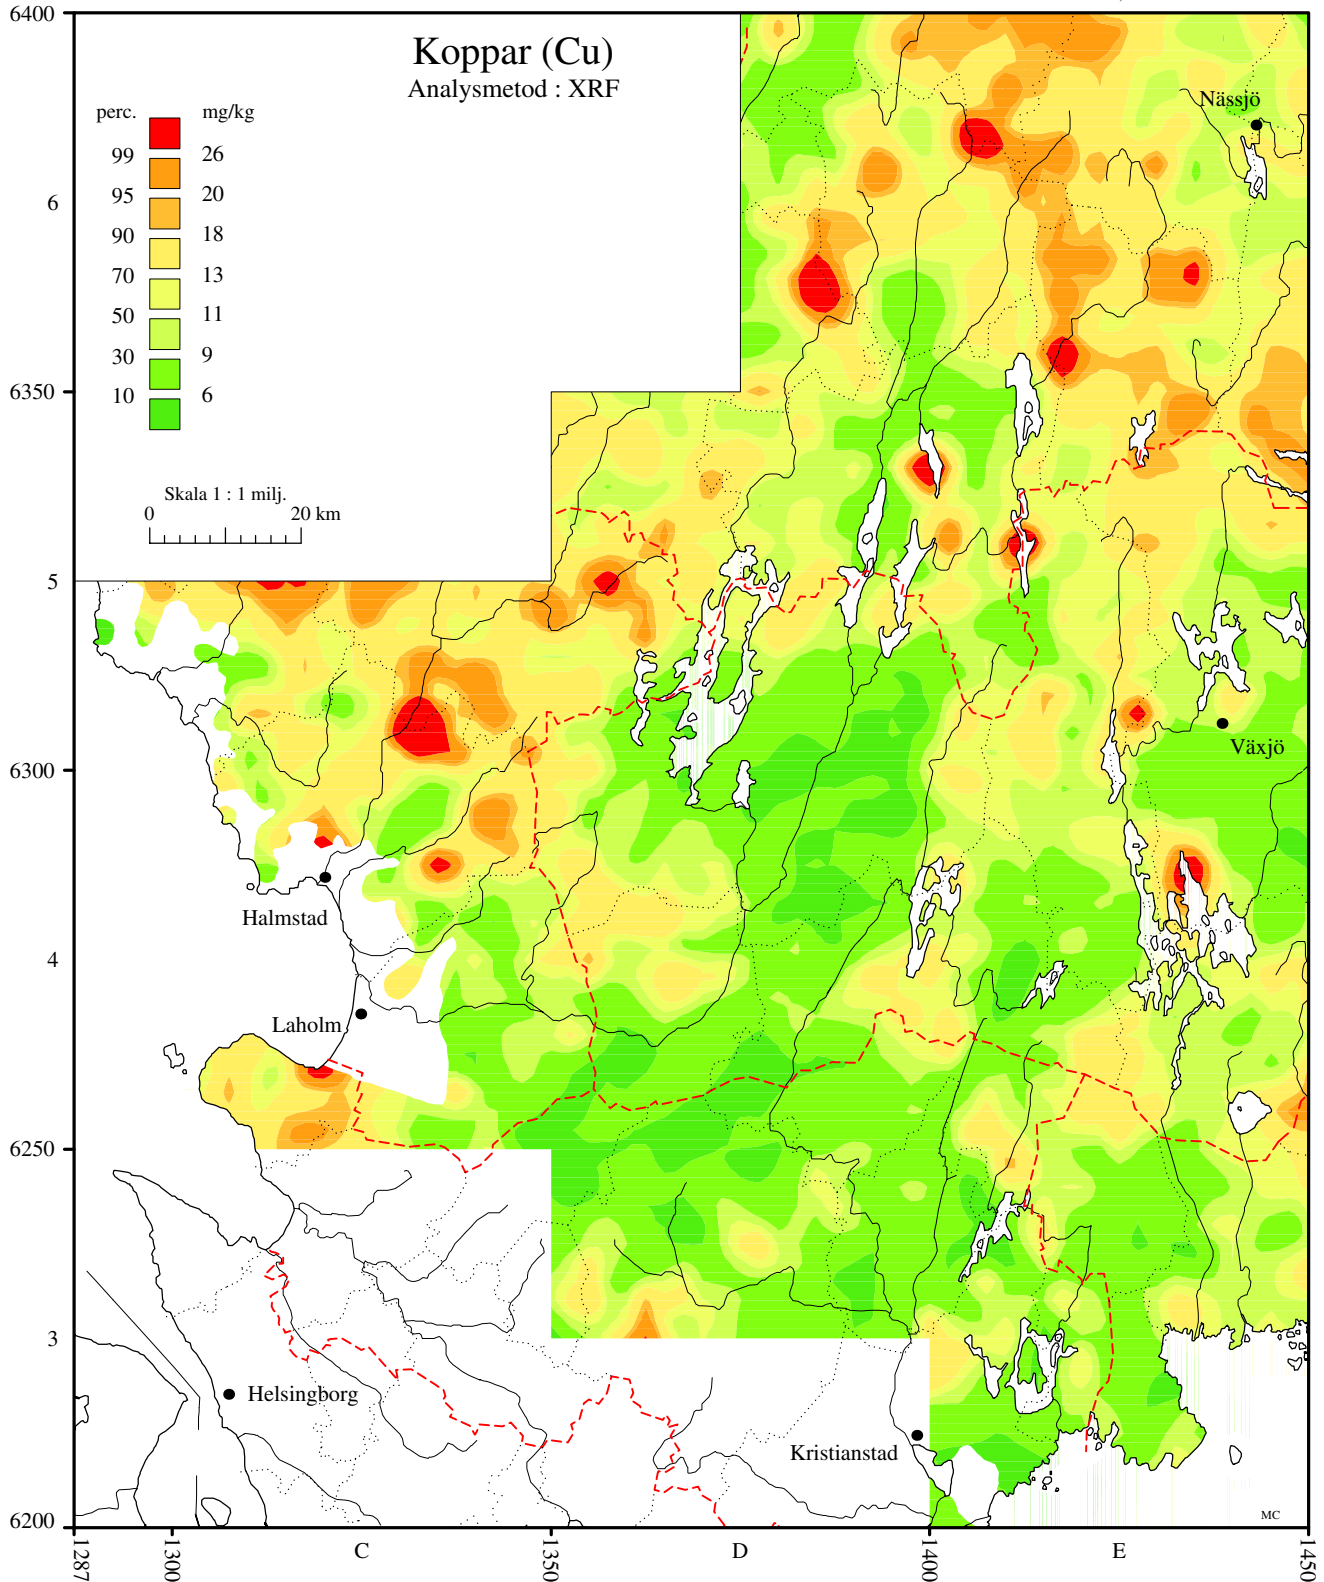 6400
Koppar (Cu)
Analysmetod : XRF
perc.
mg/kg
99
26
95
20
90
18
70
13
50
11
30
9
10
6
Nässjö
6
6350
Skala 1 : 1 milj.
0
20 km
5
Växjö
6300
Halmstad
4
Laholm
6250
3
Helsingborg
Kristianstad
6200
MC
1287
1300
C
1350
D
1400
E
1450